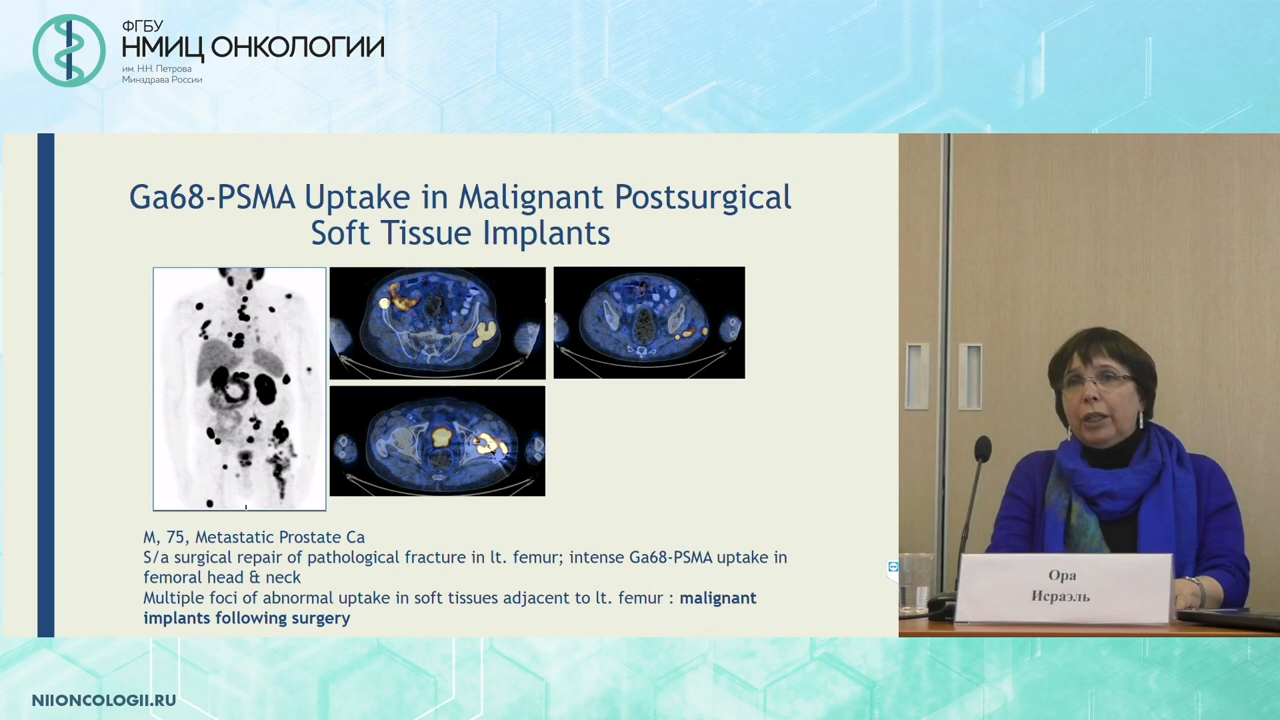 ФГБУ
НМИЦ ОНКОЛОГИИ
им. Н.Н. Петрова
Минздрава России
Ga68-PSMA Uptake in Malignant Postsurgical
Soft Tissue Implants
M, 75, Metastatic Prostate Ca
S/a surgical repair of pathological fracture in lt. femur; intense Ga68-PSMA uptake in
femoral head & neck
Multiple foci of abnormal uptake in soft tissues adjacent to lt. femur : malignant
implants following surgery
Ора
Исраэль
NIIONCOLOGII.RU